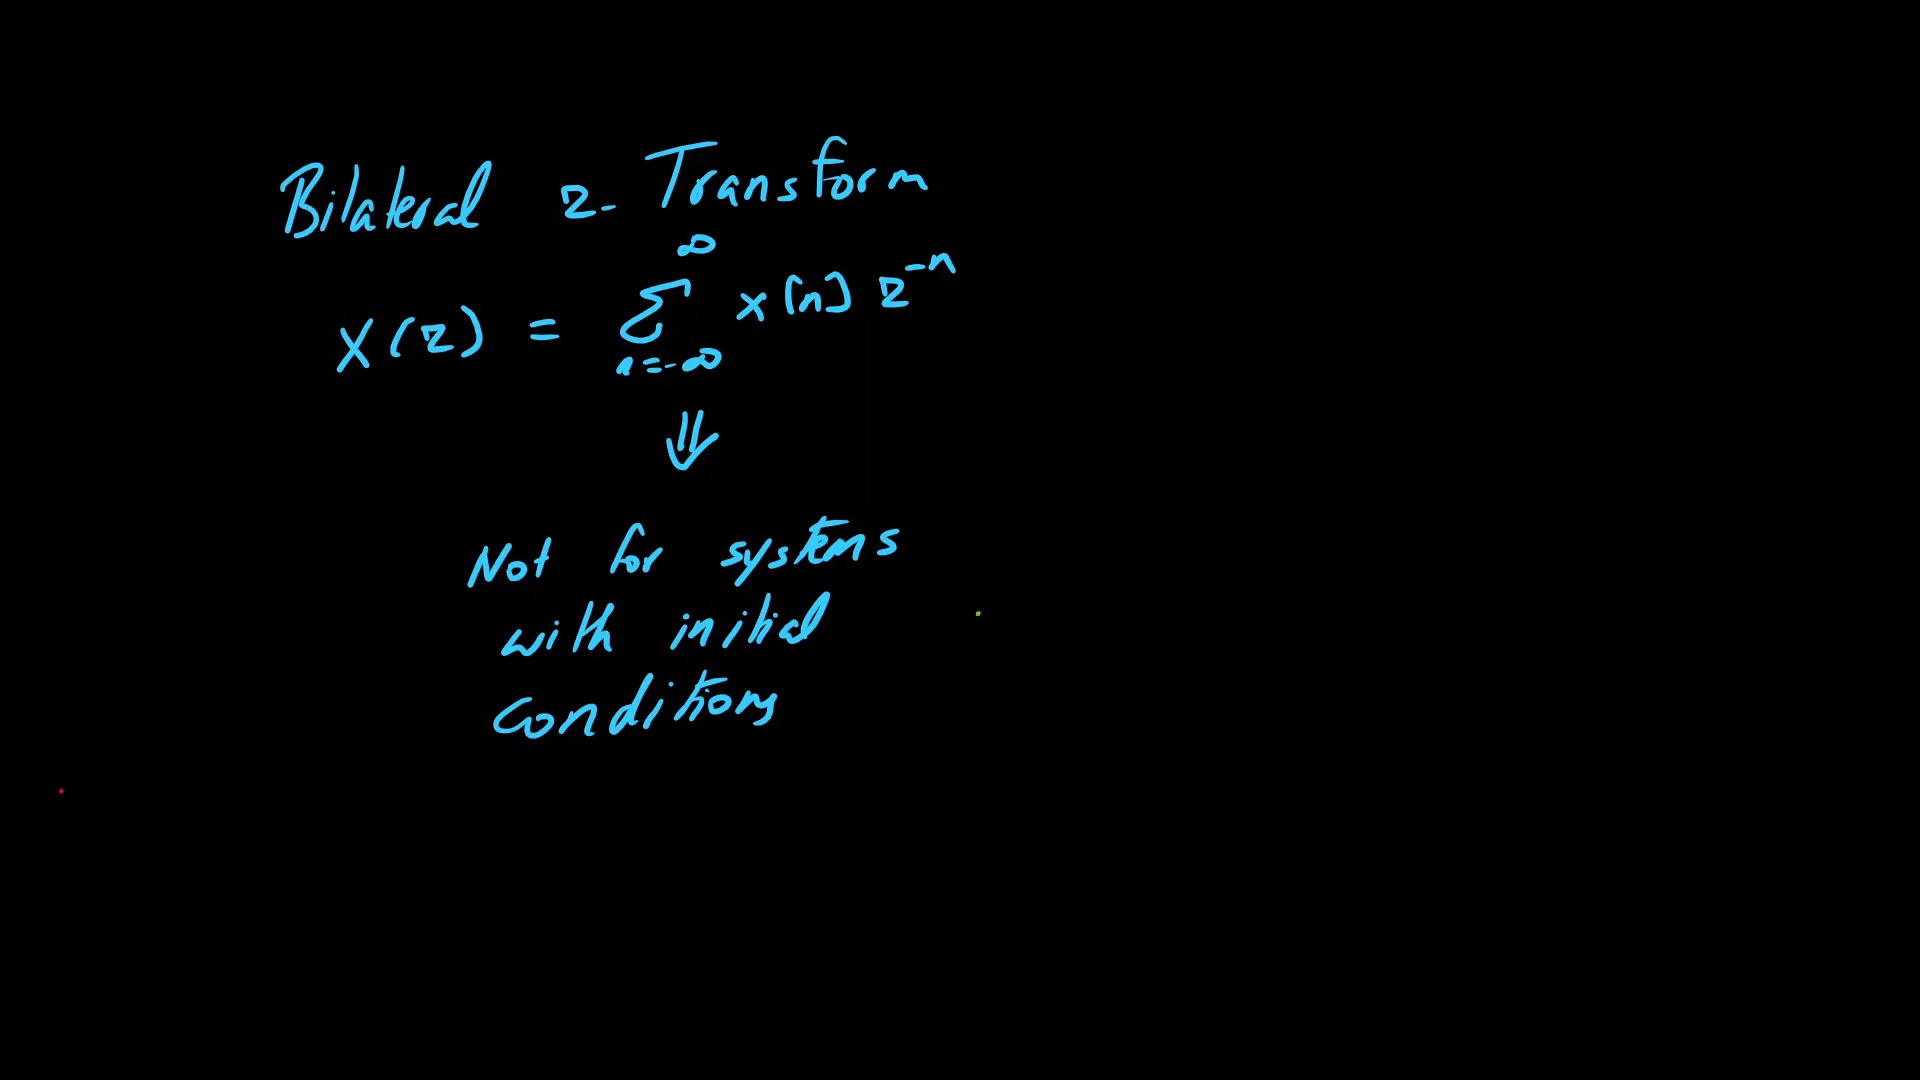 Bilateral z-Transform
X(z) = ∞∑n=-∞ x[n] z⁻ⁿ
⇓
Not for systems
with initial
conditions